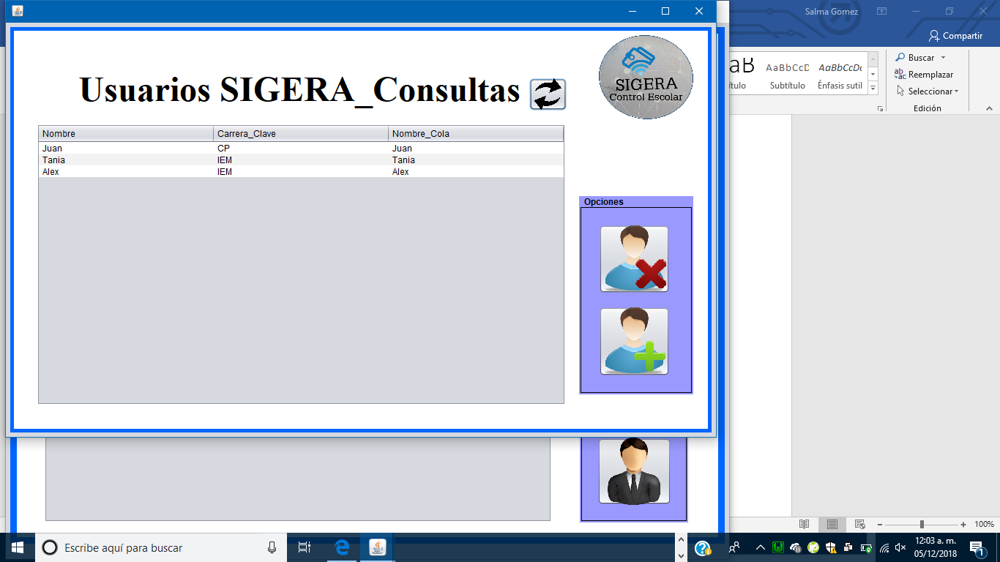 Salma Gomez
Compartir
Usuarios SIGERA_Consultas
SIGERA
Control Escolar
Nombre Carrera_Clave Nombre_Cola
Juan CP Juan
Tania IEM Tania
Alex IEM Alex
Opciones
aB AaBbCcD AaBbCcDc
ítulo Subtítulo Énfasis sutil
Buscar
Reemplazar
Seleccionar
Edición
100%
Escribe aquí para buscar
12:03 a. m.
05/12/2018
1